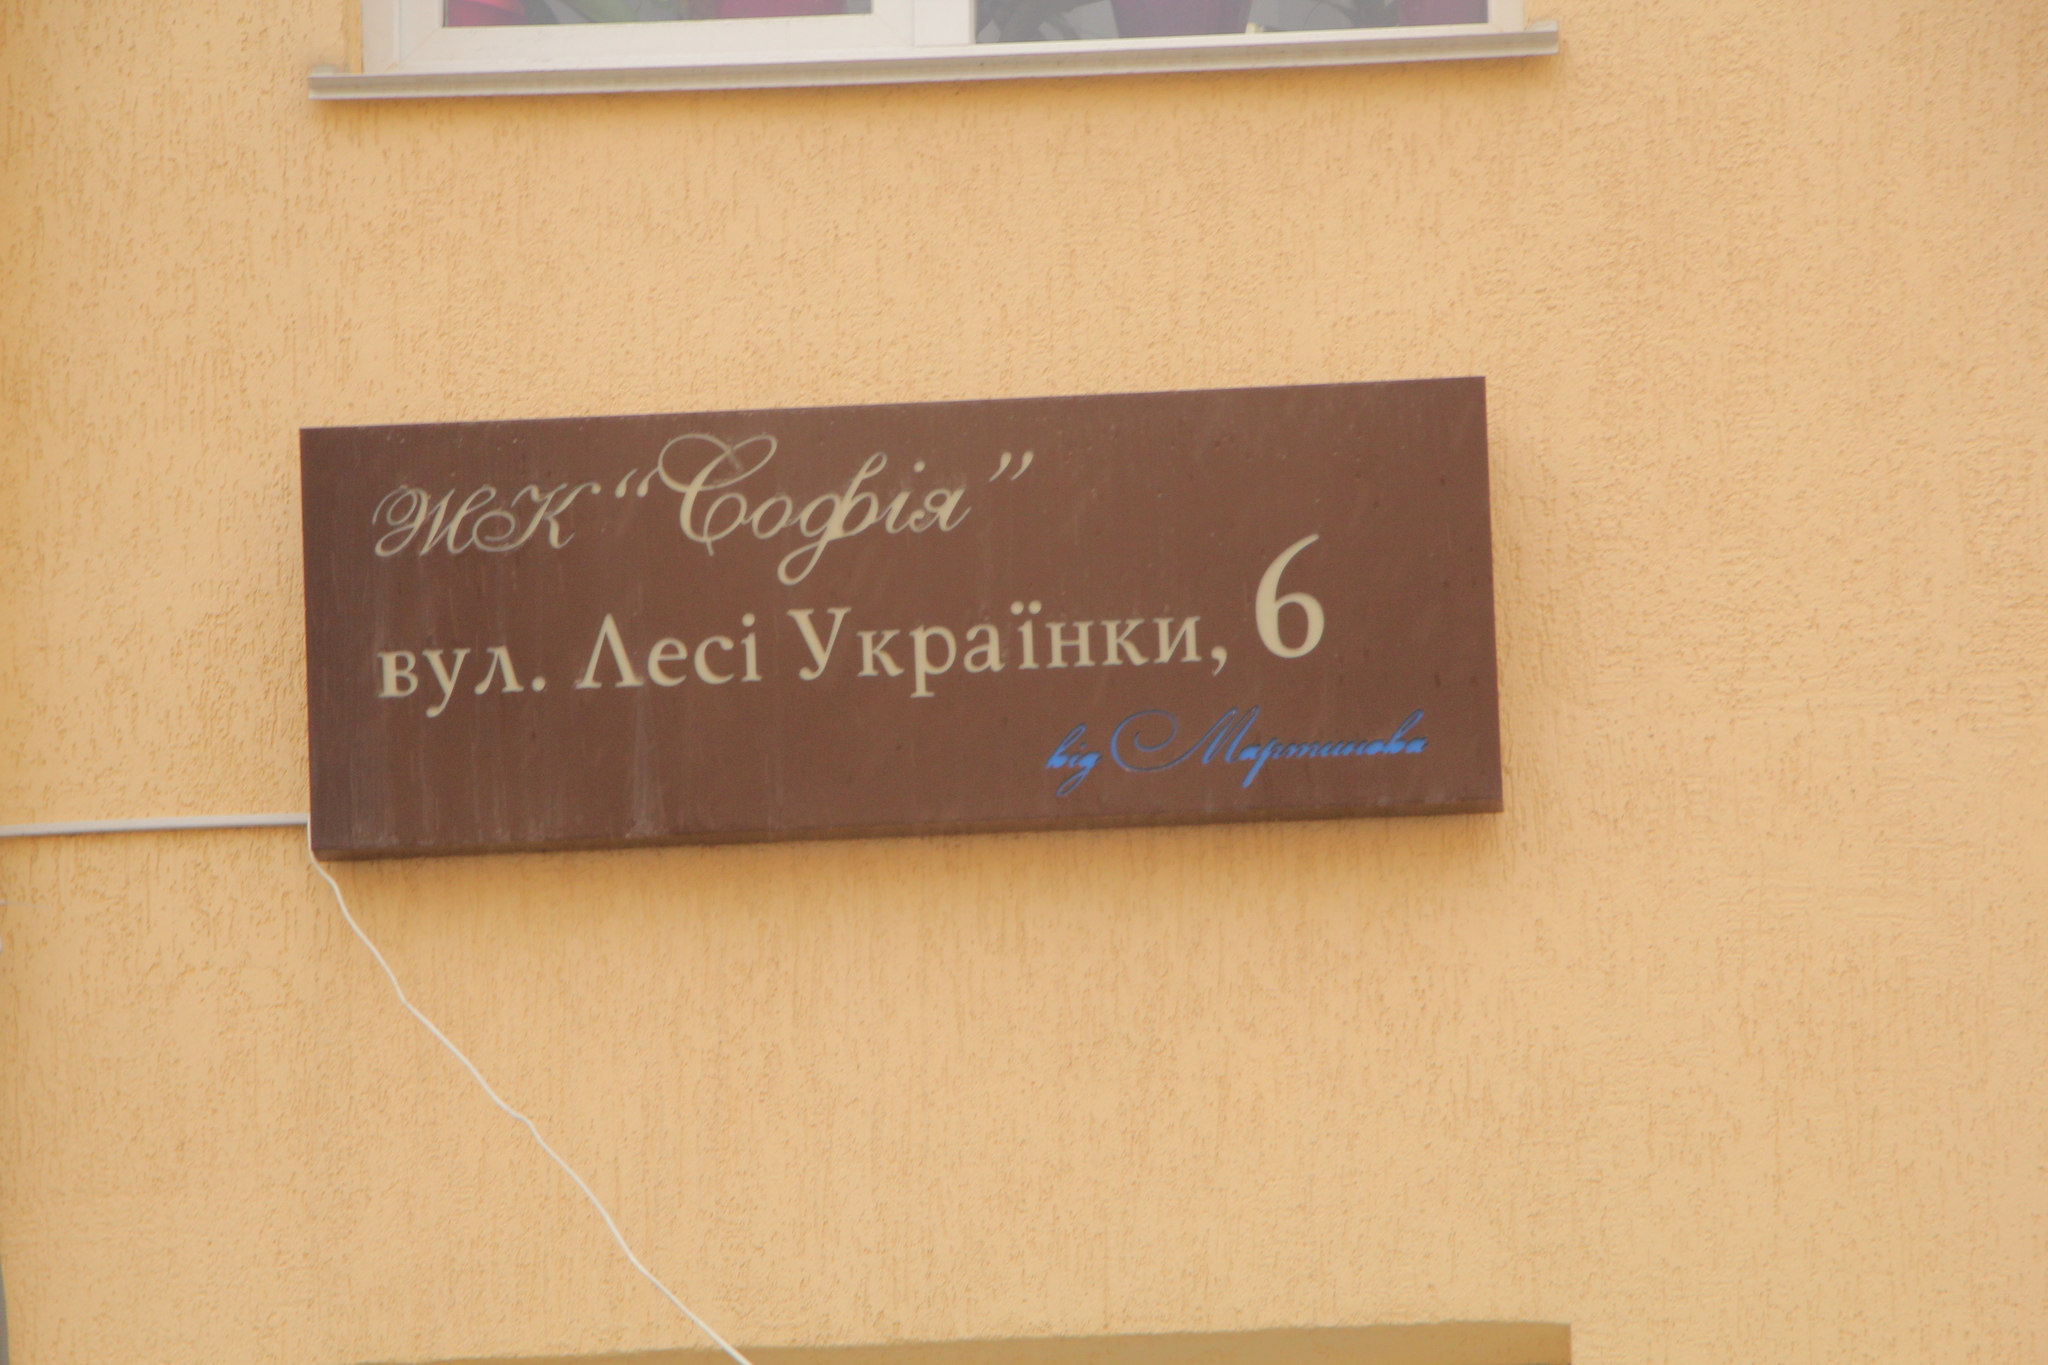 ЖК “Софія”
вул. Лесі Українки, 6
від Мартинова